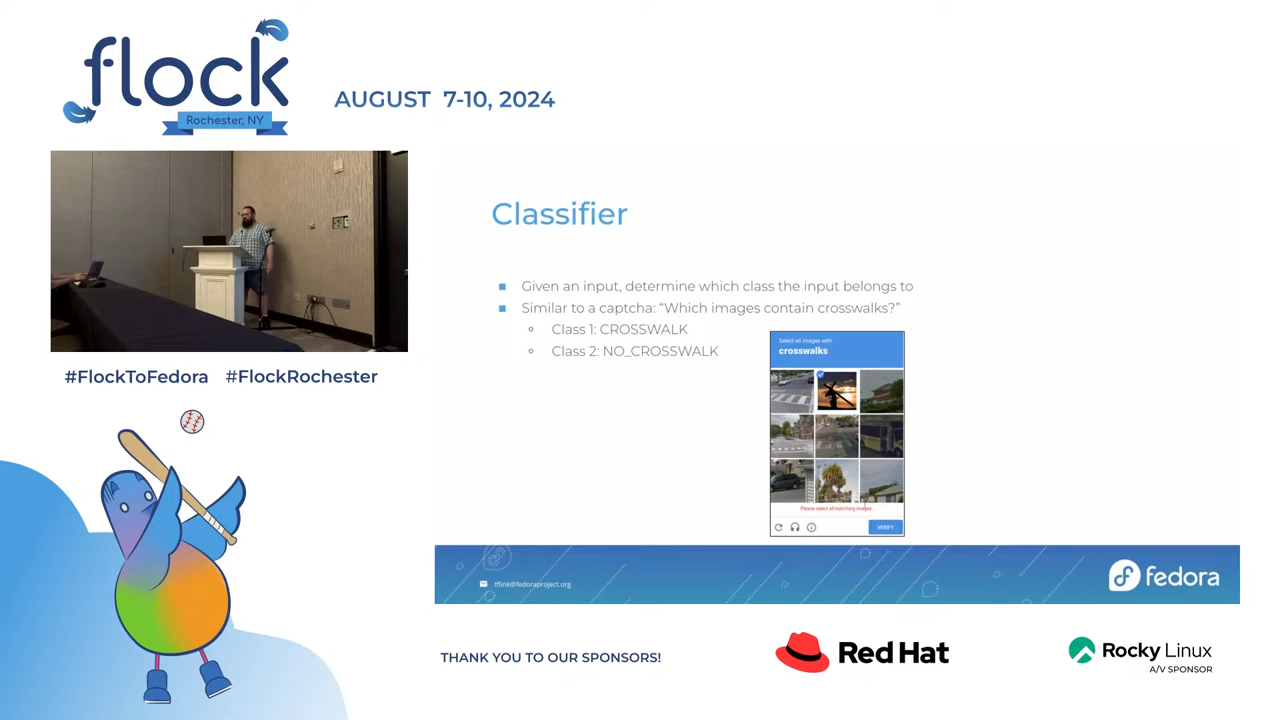 flock
Rochester, NY
AUGUST 7-10, 2024
#FlockToFedora #FlockRochester
Classifier
Given an input, determine which class the input belongs to
Similar to a captcha: “Which images contain crosswalks?”
Class 1: CROSSWALK
Class 2: NO_CROSSWALK
Select all images with
crosswalks
Please select all matching images.
VERIFY
tflink@fedoraproject.org
fedora
THANK YOU TO OUR SPONSORS!
Red Hat
Rocky Linux
A/V SPONSOR